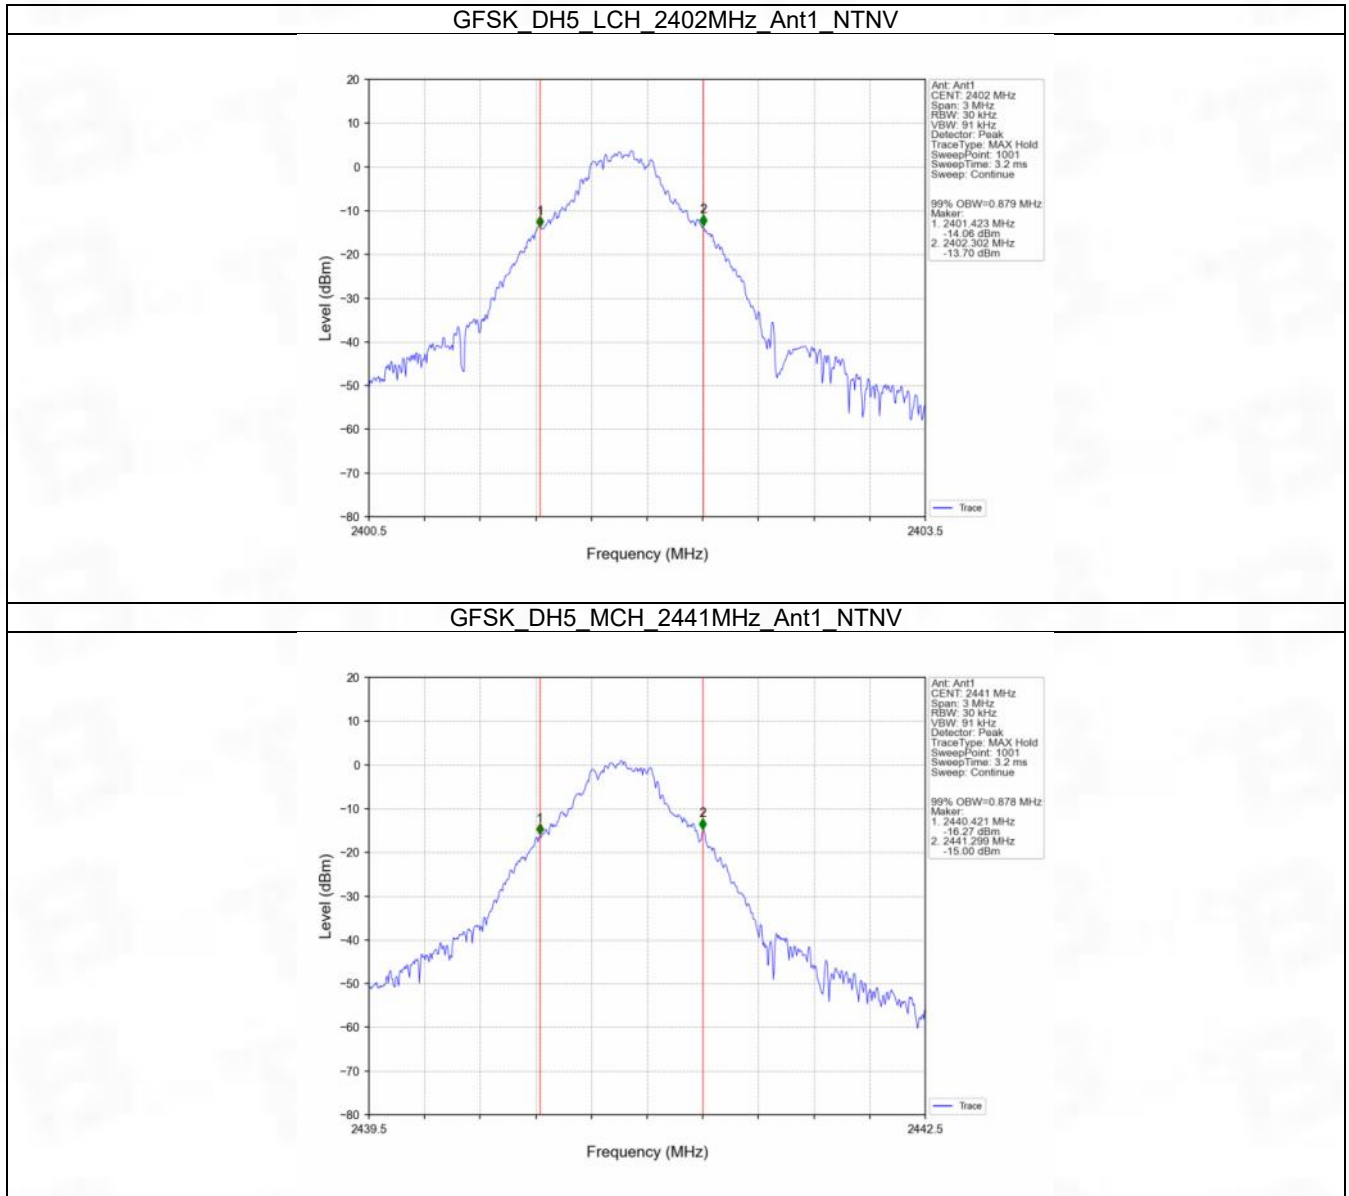 GFSK_DH5_LCH_2402MHz_Ant1_NTNV
20
10
0
−10
−20
−30
−40
−50
−60
−70
−80
Level (dBm)
1
2
2400.5
2403.5
Frequency (MHz)
Ant: Ant1
CENT: 2402 MHz
Span: 3 MHz
RBW: 30 kHz
VBW: 91 kHz
Detector: Peak
TraceType: MAX Hold
SweepPoint: 1001
SweepTime: 3.2 ms
Sweep: Continue
99% OBW=0.879 MHz
Maker:
1. 2401.423 MHz
-14.06 dBm
2. 2402.302 MHz
-13.70 dBm
Trace
GFSK_DH5_MCH_2441MHz_Ant1_NTNV
20
10
0
−10
−20
−30
−40
−50
−60
−70
−80
Level (dBm)
1
2
2439.5
2442.5
Frequency (MHz)
Ant: Ant1
CENT: 2441 MHz
Span: 3 MHz
RBW: 30 kHz
VBW: 91 kHz
Detector: Peak
TraceType: MAX Hold
SweepPoint: 1001
SweepTime: 3.2 ms
Sweep: Continue
99% OBW=0.878 MHz
Maker:
1. 2440.421 MHz
-16.27 dBm
2. 2441.299 MHz
-15.00 dBm
Trace